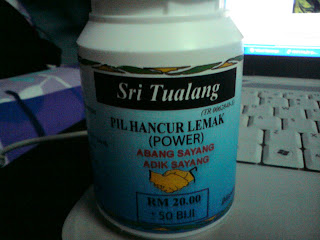 Sri Tualang
PIL HANCUR LEMAK
(POWER)
ABANG SAYANG
ADIK SAYANG
RM 20.00
± 50 BIJI